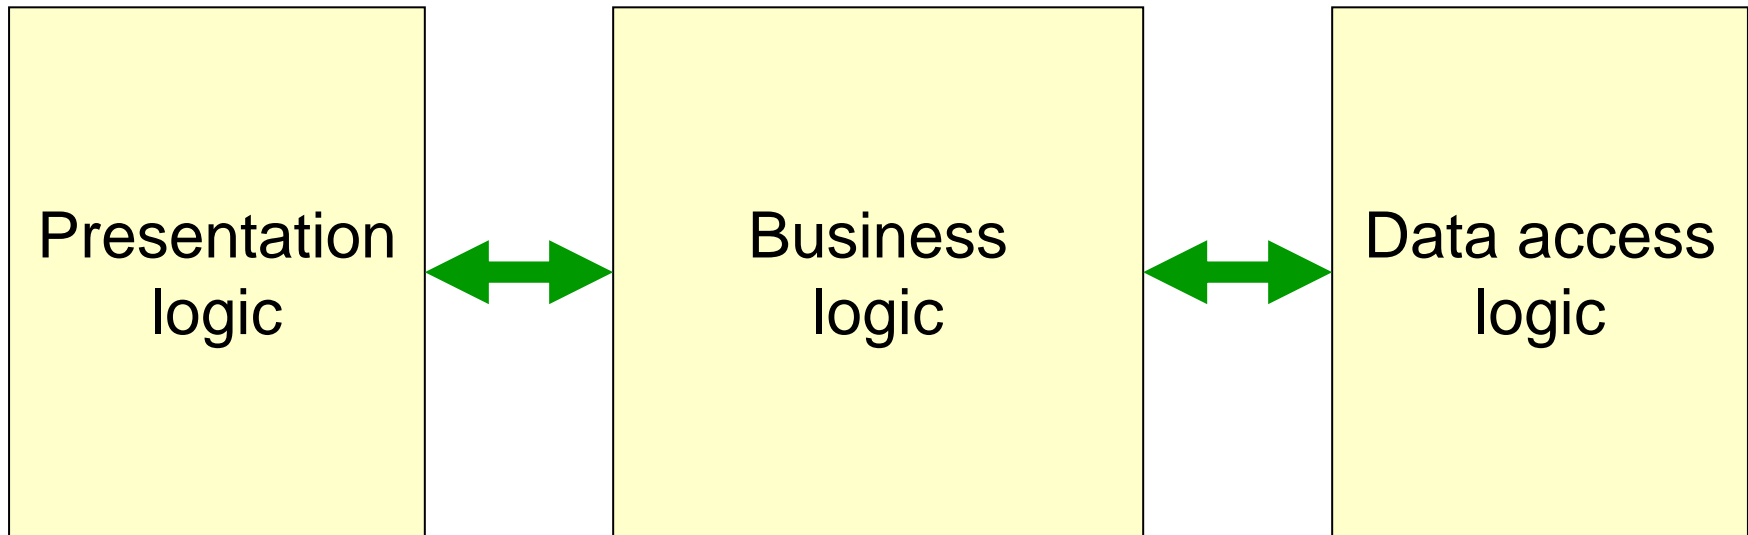 Presentation
logic
Business
logic
Data access
logic